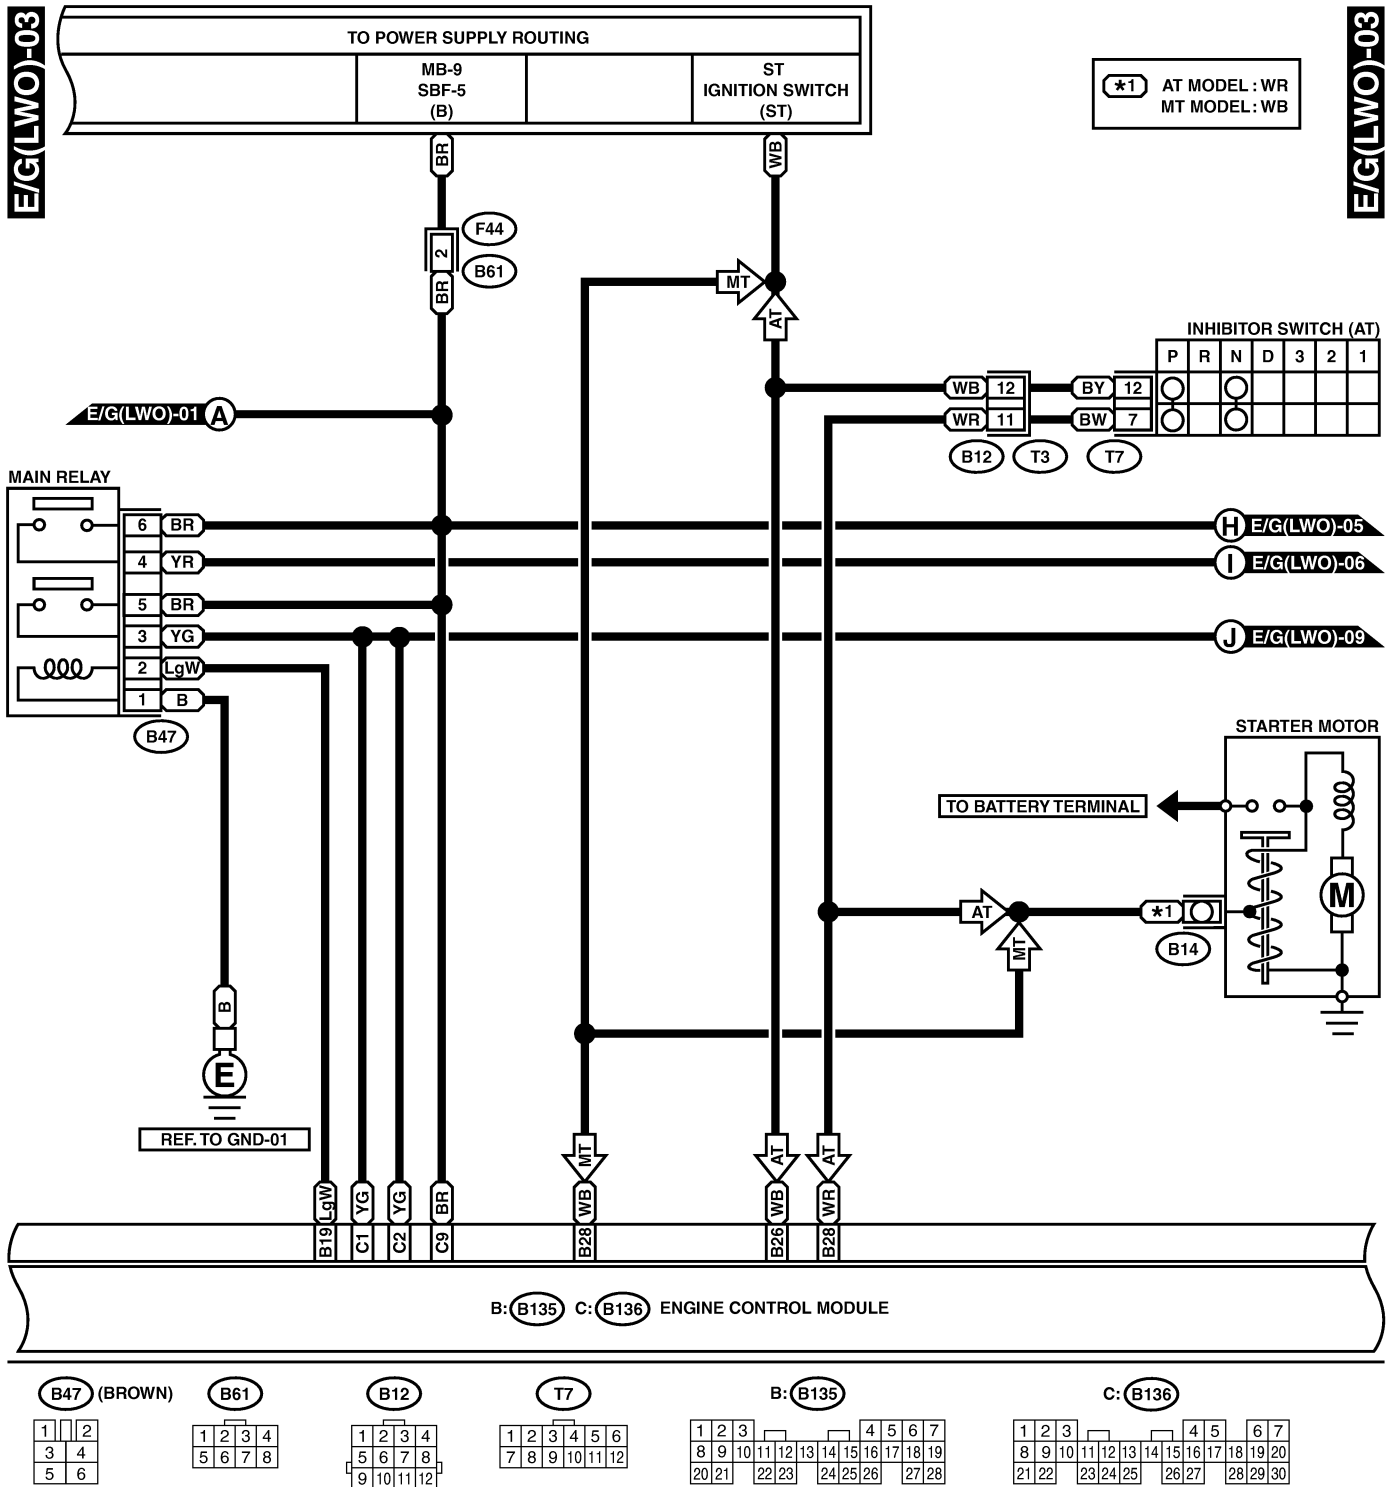 E/G(LWO)-03
E/G(LWO)-03
TO POWER SUPPLY ROUTING
MB-9
SBF-5
(B)
ST
IGNITION SWITCH
(ST)
*1 AT MODEL : WR
MT MODEL : WB
BR
WB
2
F44
B61
BR
MT
AT
INHIBITOR SWITCH (AT)
P R N D 3 2 1
WB 12 BY 12
WR 11 BW 7
B12 T3 T7
E/G(LWO)-01 A
MAIN RELAY
6 BR
4 YR
5 BR
3 YG
2 LgW
1 B
B47
H E/G(LWO)-05
I E/G(LWO)-06
J E/G(LWO)-09
STARTER MOTOR
TO BATTERY TERMINAL
M
AT
MT
*1
B14
B
E
REF. TO GND-01
MT
AT
AT
LgW YG YG BR WB WB WR
B19 C1 C2 C9 B28 B26 B28
B: B135 C: B136 ENGINE CONTROL MODULE
B47 (BROWN)
1 2
3 4
5 6
B61
1 2 3 4
5 6 7 8
B12
1 2 3 4
5 6 7 8
9 10 11 12
T7
1 2 3 4 5 6
7 8 9 10 11 12
B: B135
1 2 3 4 5 6 7
8 9 10 11 12 13 14 15 16 17 18 19
20 21 22 23 24 25 26 27 28
C: B136
1 2 3 4 5 6 7
8 9 10 11 12 13 14 15 16 17 18 19 20
21 22 23 24 25 26 27 28 29 30